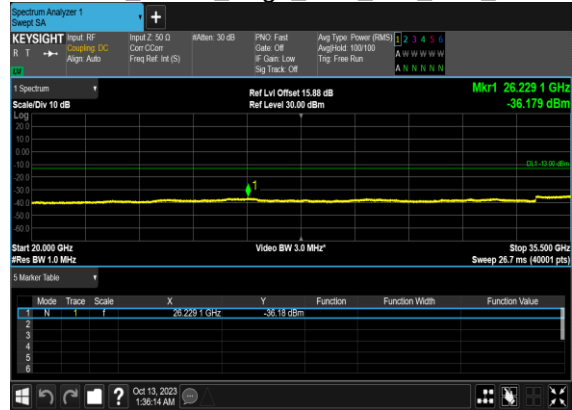 Spectrum Analyzer 1
Swept SA
+
KEYSIGHT Input: RF Input Z: 50 Ω #Atten: 30 dB PNO: Fast Avg Type: Power (RMS) 1 2 3 4 5 6
R T Coupling: DC Corr CCorr Gate: Off Avg|Hold: 100/100 A W W W W W
Align: Auto Freq Ref: Int (S) IF Gain: Low Trig: Free Run
Sig Track: Off A N N N N N
1 Spectrum Ref Lvl Offset 15.88 dB Mkr1 26.229 1 GHz
Scale/Div 10 dB Ref Level 30.00 dBm -36.179 dBm
Log
20.0
10.0
0.00
-10.0 DL1 -13.00 dBm
-20.0
-30.0 1
-40.0
-50.0
-60.0
Start 20.000 GHz Video BW 3.0 MHz* Stop 35.500 GHz
#Res BW 1.0 MHz Sweep 26.7 ms (40001 pts)
5 Marker Table
Mode Trace Scale X Y Function Function Width Function Value
1 N 1 f 26.229 1 GHz -36.18 dBm
2
3
4
5
6
? Oct 13, 2023
1:36:14 AM